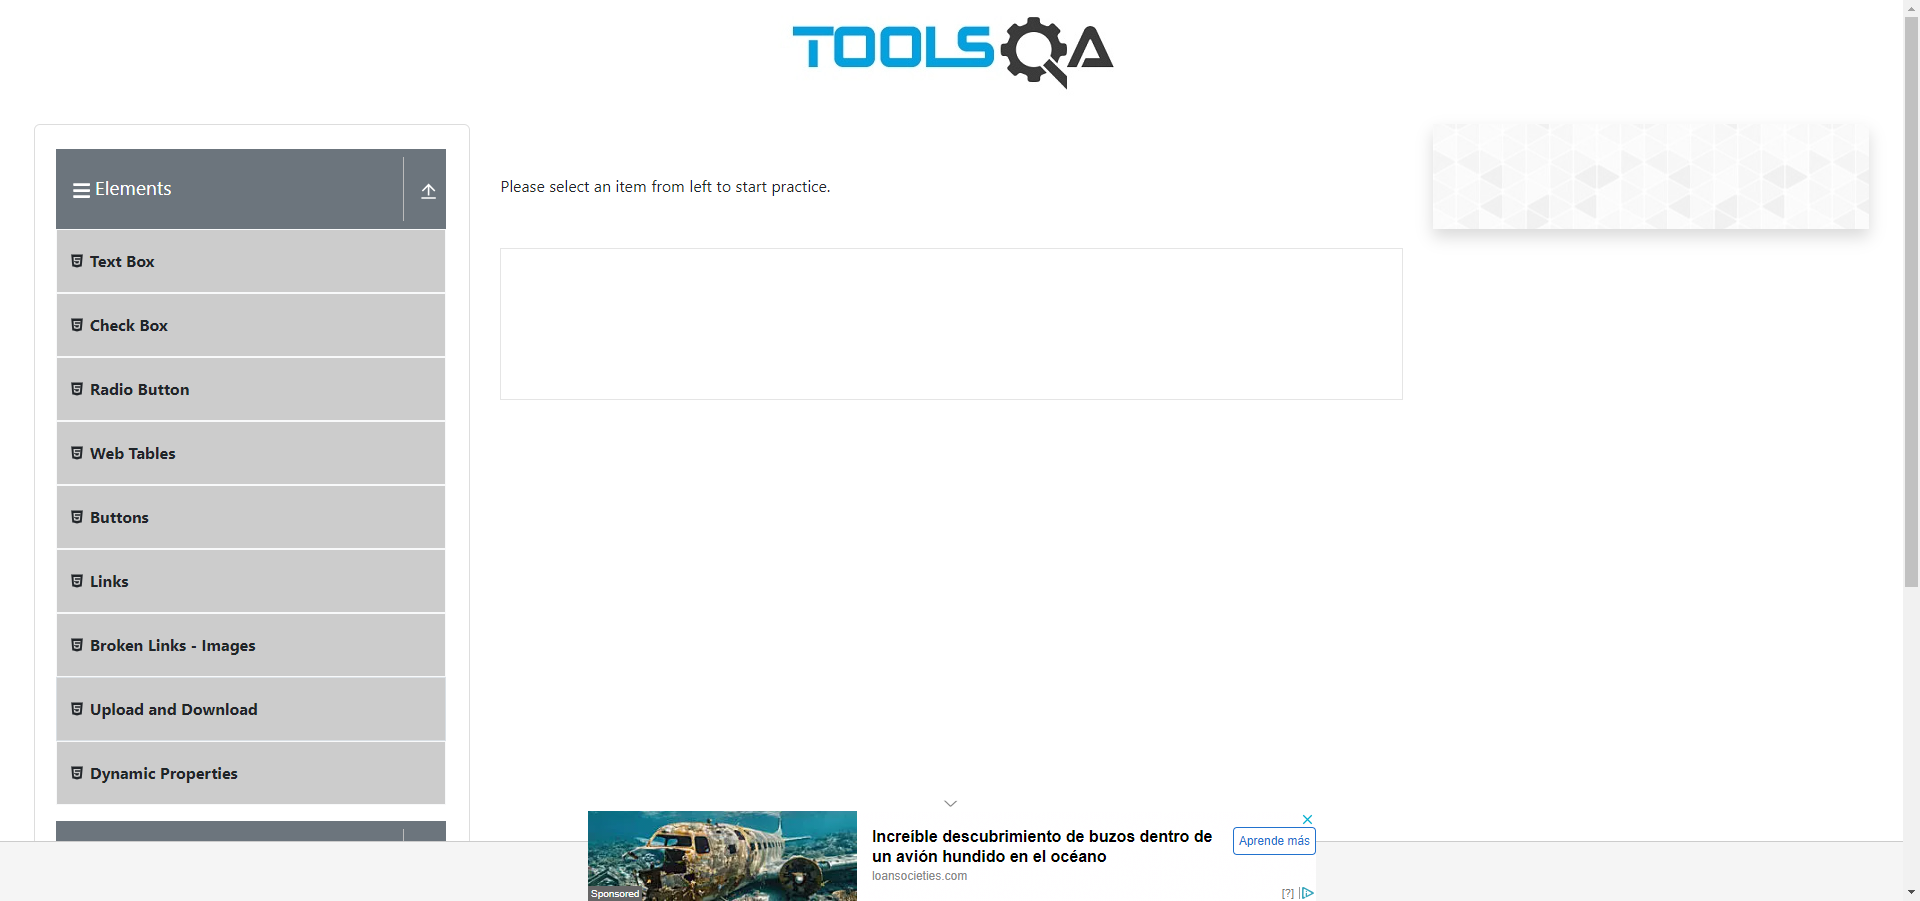 TOOLSQA
Elements
Please select an item from left to start practice.
Text Box
Check Box
Radio Button
Web Tables
Buttons
Links
Broken Links - Images
Upload and Download
Dynamic Properties
Increíble descubrimiento de buzos dentro de
un avión hundido en el océano
loansocieties.com
Aprende más
Sponsored
[?]